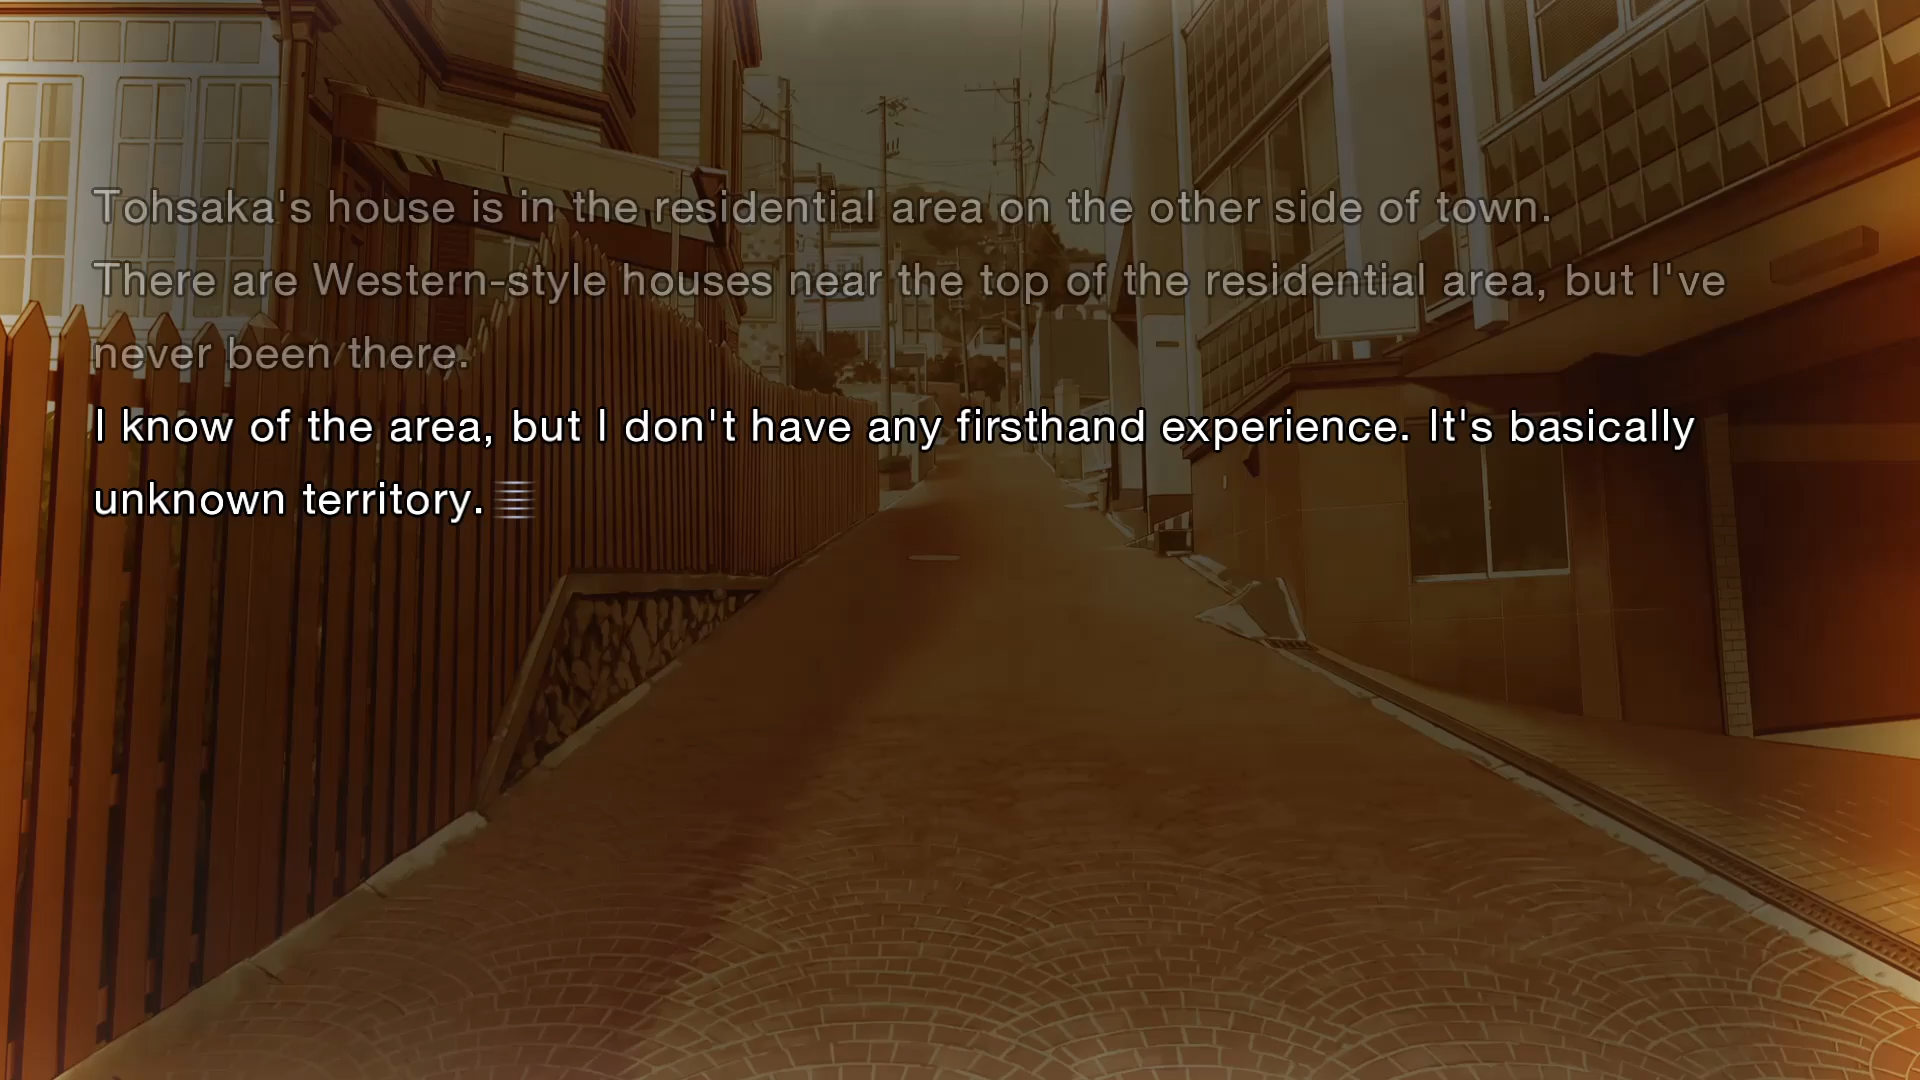 Tohsaka's house is in the residential area on the other side of town.
There are Western-style houses near the top of the residential area, but I've
never been there.
I know of the area, but I don't have any firsthand experience. It's basically
unknown territory.